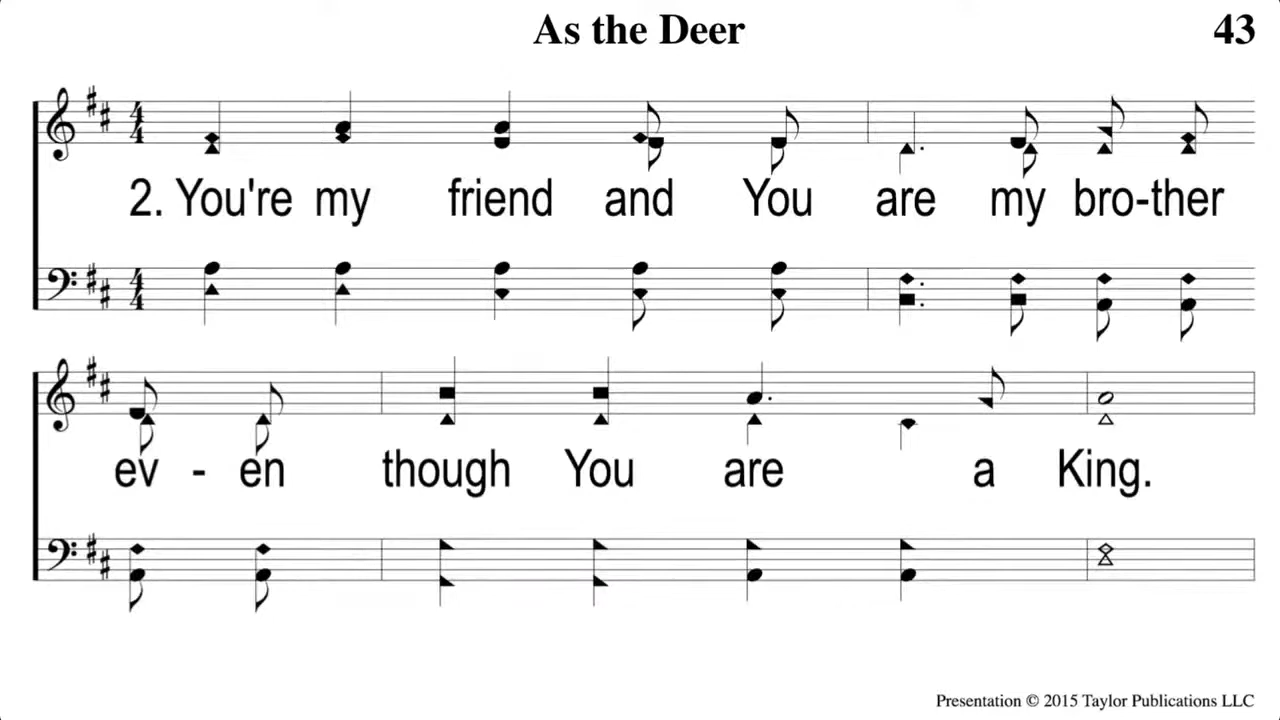 As the Deer 43
2. You're my friend and You are my bro-ther
ev - en though You are a King.
Presentation © 2015 Taylor Publications LLC